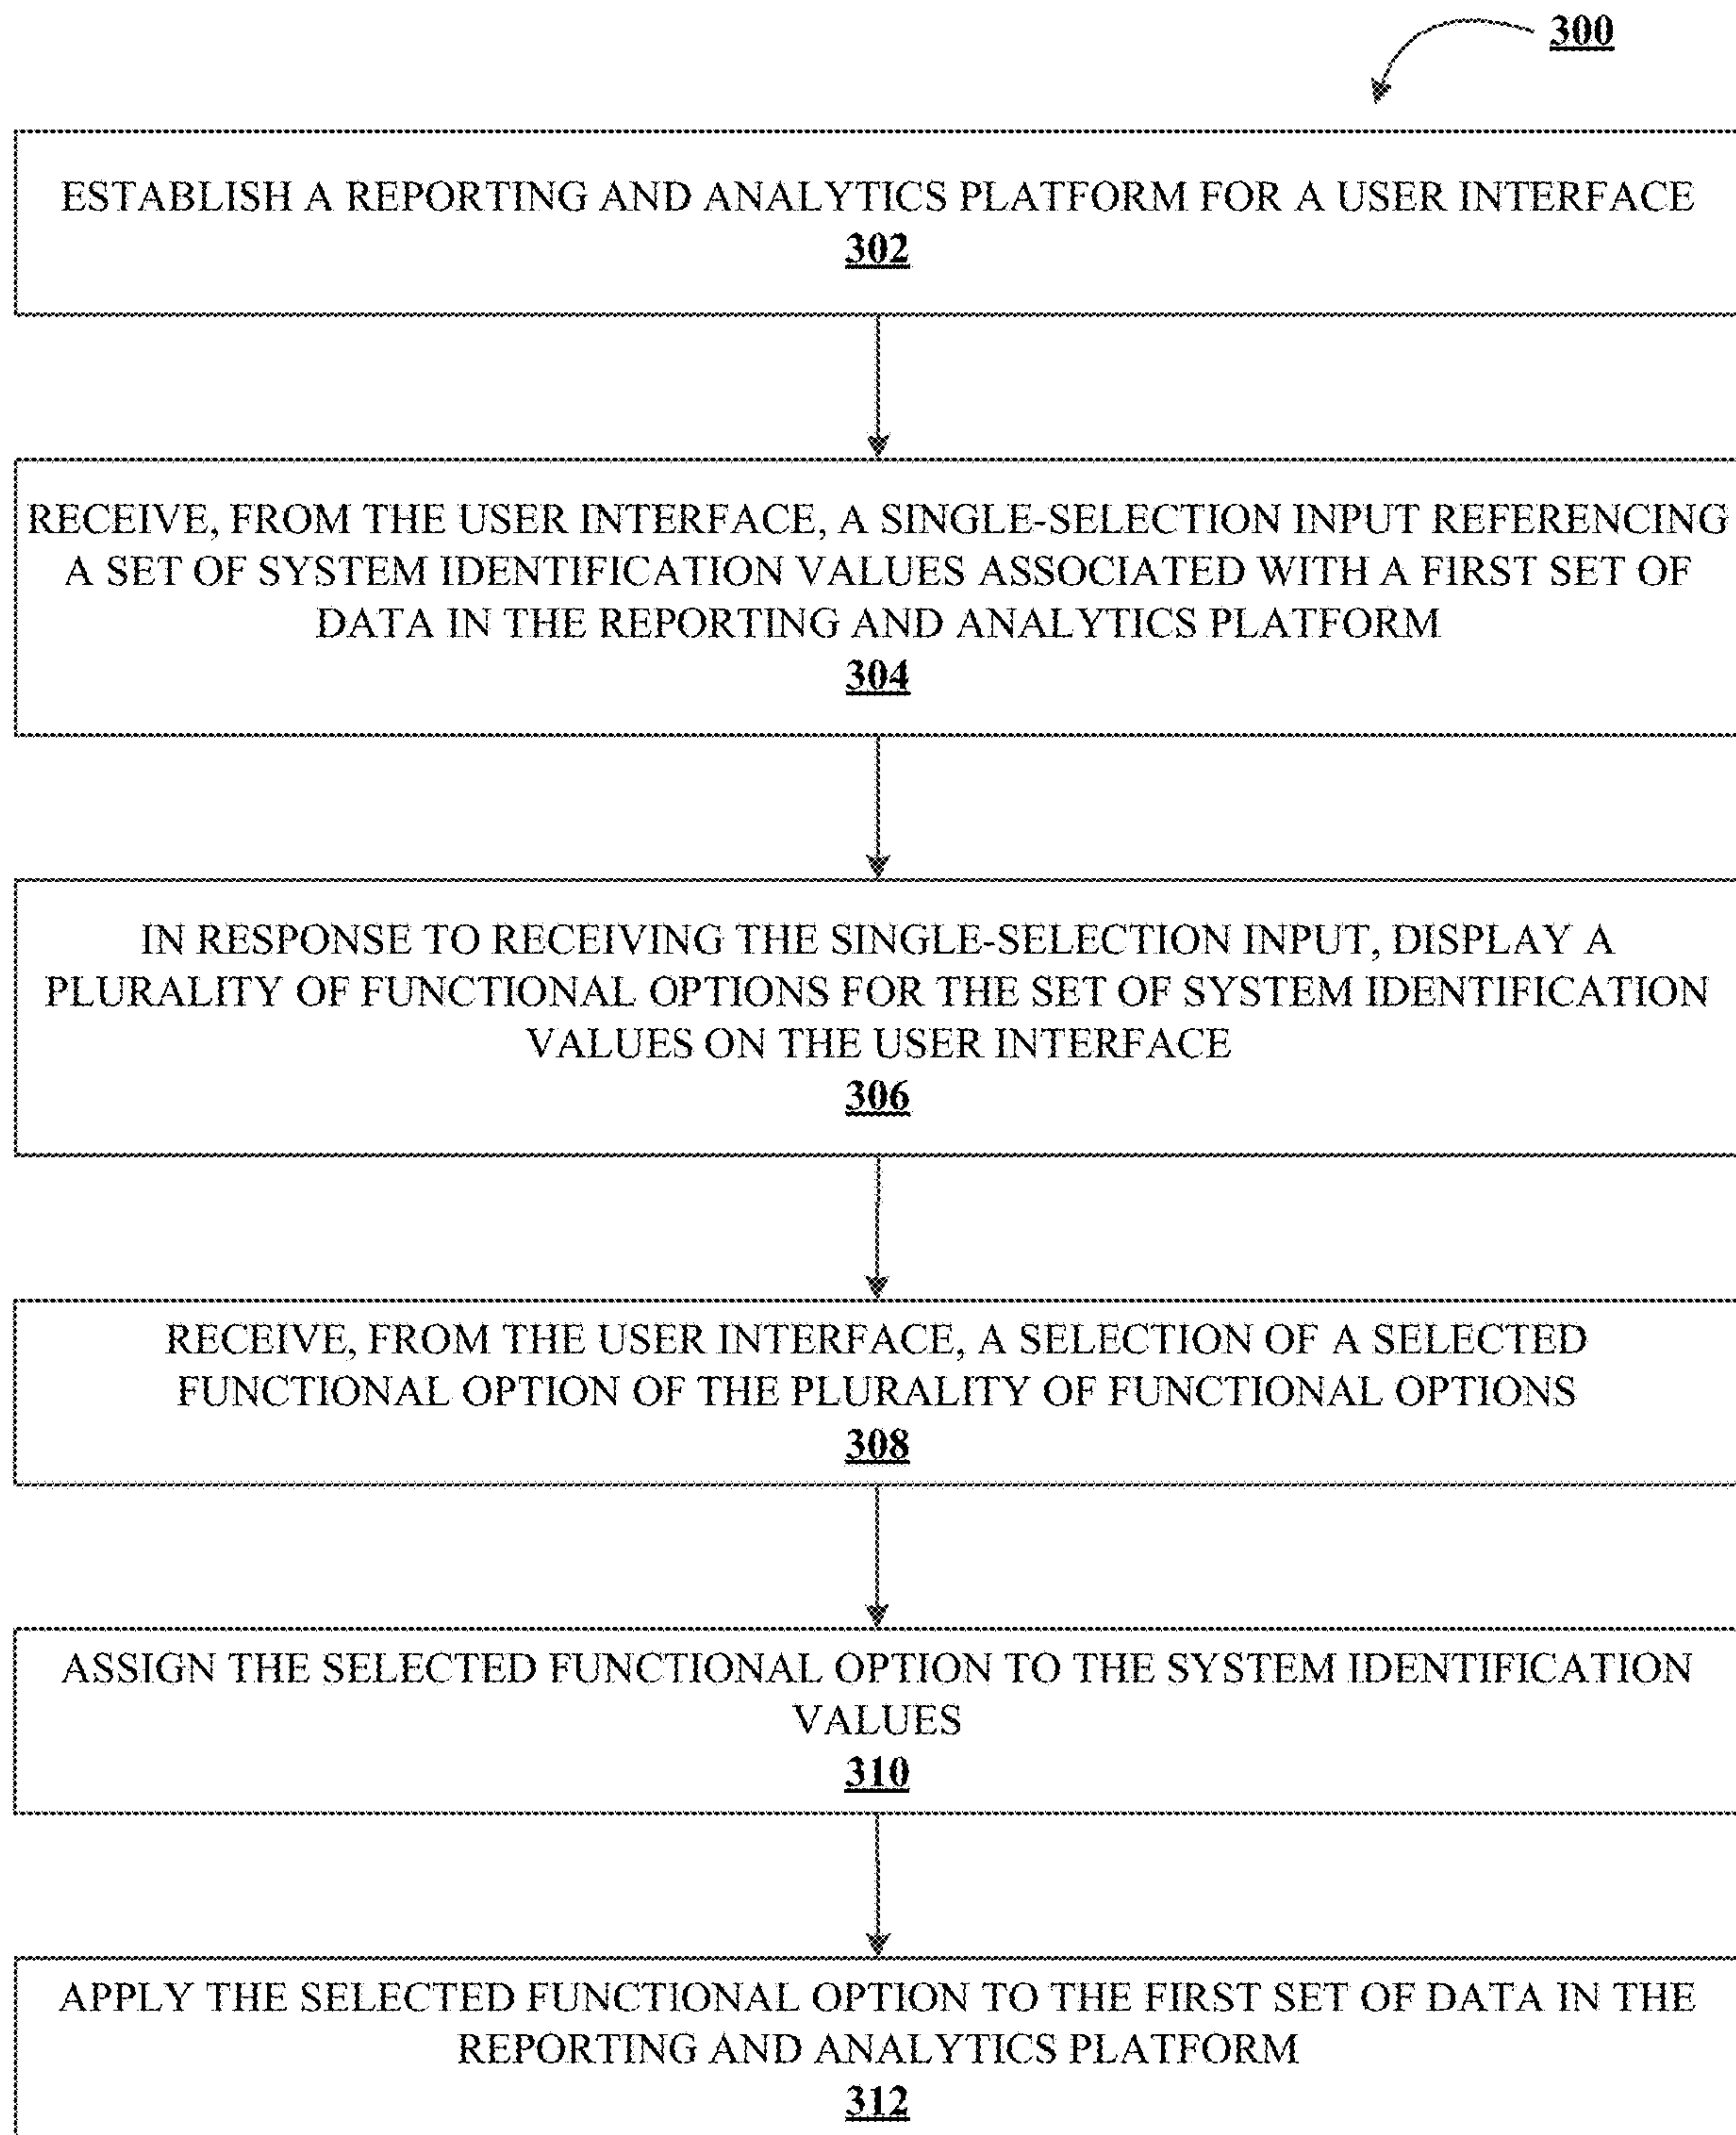 300
ESTABLISH A REPORTING AND ANALYTICS PLATFORM FOR A USER INTERFACE
302
RECEIVE, FROM THE USER INTERFACE, A SINGLE-SELECTION INPUT REFERENCING
A SET OF SYSTEM IDENTIFICATION VALUES ASSOCIATED WITH A FIRST SET OF
DATA IN THE REPORTING AND ANALYTICS PLATFORM
304
IN RESPONSE TO RECEIVING THE SINGLE-SELECTION INPUT, DISPLAY A
PLURALITY OF FUNCTIONAL OPTIONS FOR THE SET OF SYSTEM IDENTIFICATION
VALUES ON THE USER INTERFACE
306
RECEIVE, FROM THE USER INTERFACE, A SELECTION OF A SELECTED
FUNCTIONAL OPTION OF THE PLURALITY OF FUNCTIONAL OPTIONS
308
ASSIGN THE SELECTED FUNCTIONAL OPTION TO THE SYSTEM IDENTIFICATION
VALUES
310
APPLY THE SELECTED FUNCTIONAL OPTION TO THE FIRST SET OF DATA IN THE
REPORTING AND ANALYTICS PLATFORM
312